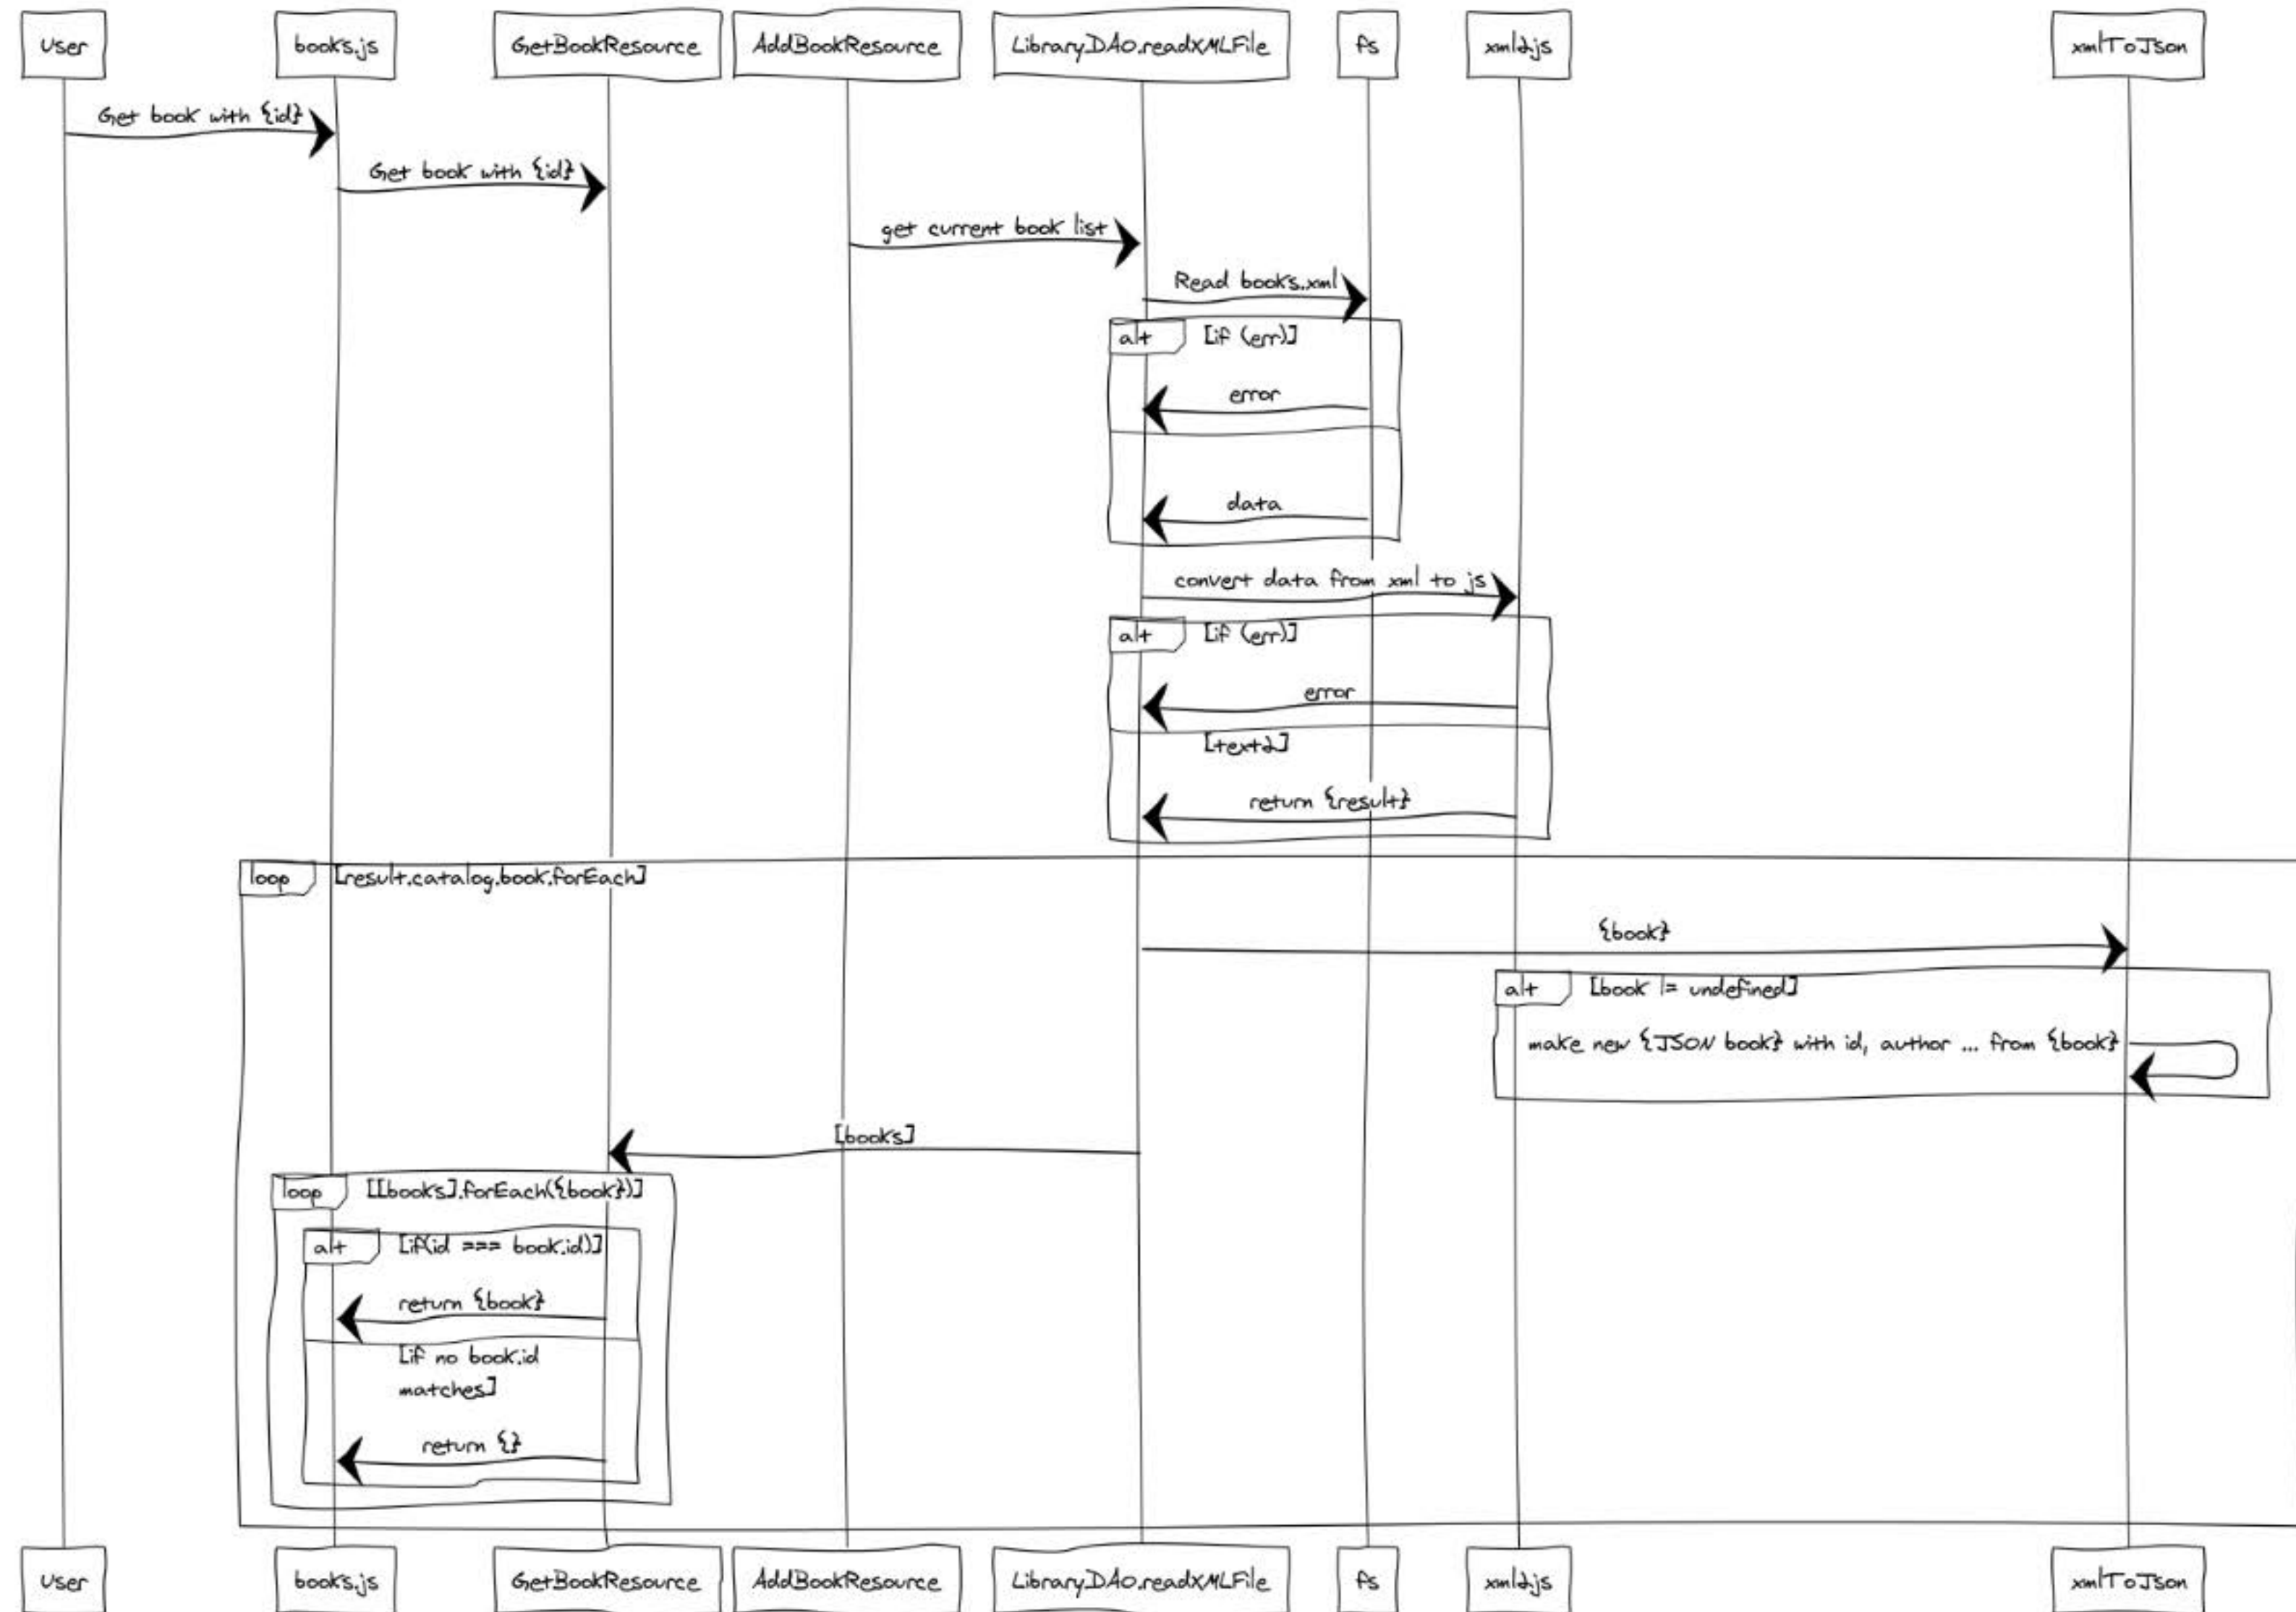 User
books.js
GetBookResource
AddBookResource
LibraryDAO.readXMLFile
fs
xml2js
xmlToJson
Get book with {id}
Get book with {id}
get current book list
Read books.xml
alt [if (err)]
error
data
convert data from xml to js
alt [if (err)]
error
[text2]
return {result}
loop [result.catalog.book.forEach]
{book}
alt [book != undefined]
make new {JSON book} with id, author ... from {book}
[books]
loop [[books].forEach({book})]
alt [if(id === book.id)]
return {book}
[if no book.id
matches]
return {}
User
books.js
GetBookResource
AddBookResource
LibraryDAO.readXMLFile
fs
xml2js
xmlToJson